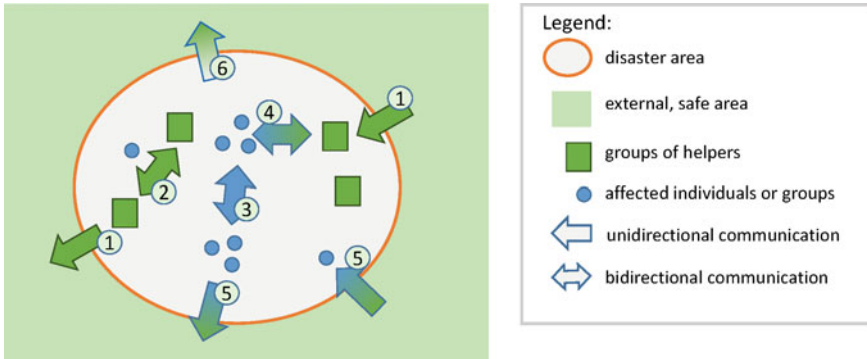 6
1
4
2
3
1
5
5
Legend:
disaster area
external, safe area
groups of helpers
affected individuals or groups
unidirectional communication
bidirectional communication